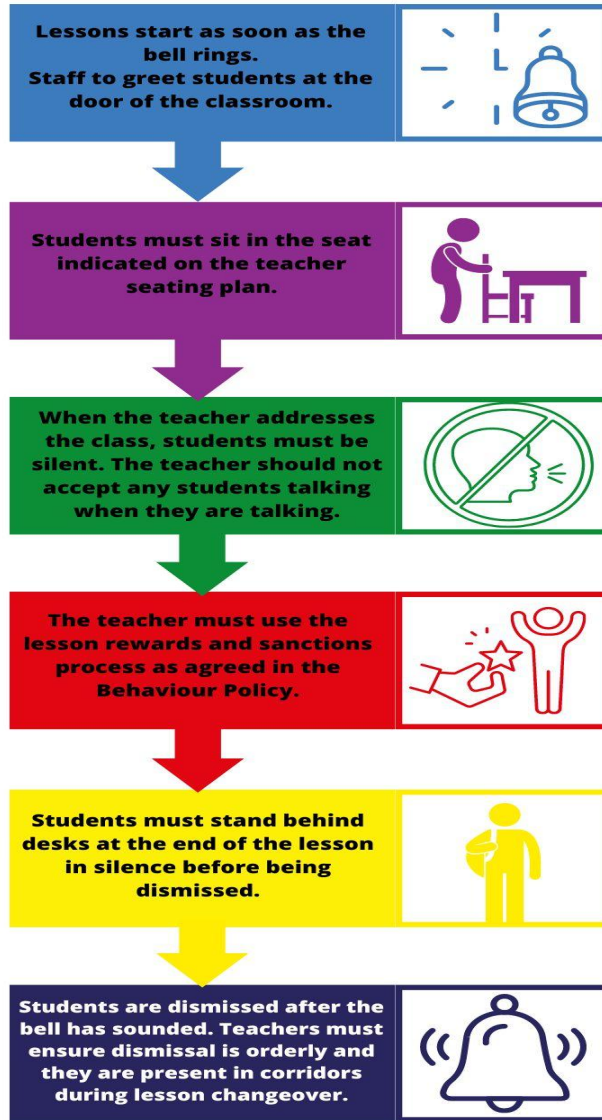 Lessons start as soon as the
bell rings.
Staff to greet students at the
door of the classroom.
Students must sit in the seat
indicated on the teacher
seating plan.
When the teacher addresses
the class, students must be
silent. The teacher should not
accept any students talking
when they are talking.
The teacher must use the
lesson rewards and sanctions
process as agreed in the
Behaviour Policy.
Students must stand behind
desks at the end of the lesson
in silence before being
dismissed.
Students are dismissed after the
bell has sounded. Teachers must
ensure dismissal is orderly and
they are present in corridors
during lesson changeover.